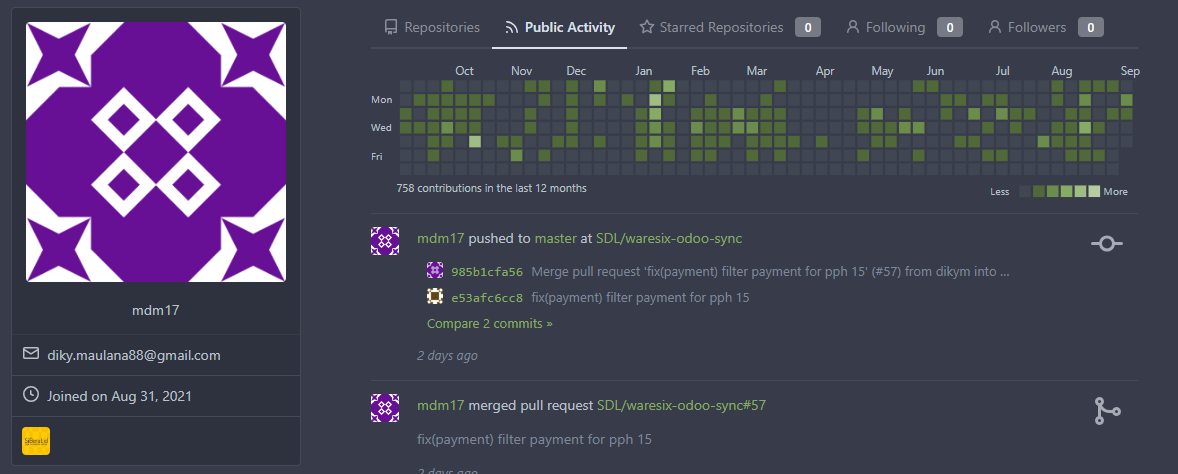 Repositories
Public Activity
Starred Repositories 0
Following 0
Followers 0
Oct Nov Dec Jan Feb Mar Apr May Jun Jul Aug Sep
Mon
Wed
Fri
758 contributions in the last 12 months
Less
More
mdm17
diky.maulana88@gmail.com
Joined on Aug 31, 2021
mdm17 pushed to master at SDL/waresix-odoo-sync
985b1cfa56 Merge pull request 'fix(payment) filter payment for pph 15' (#57) from dikym into ...
e53afc6cc8 fix(payment) filter payment for pph 15
Compare 2 commits »
2 days ago
mdm17 merged pull request SDL/waresix-odoo-sync#57
fix(payment) filter payment for pph 15
2 days ago